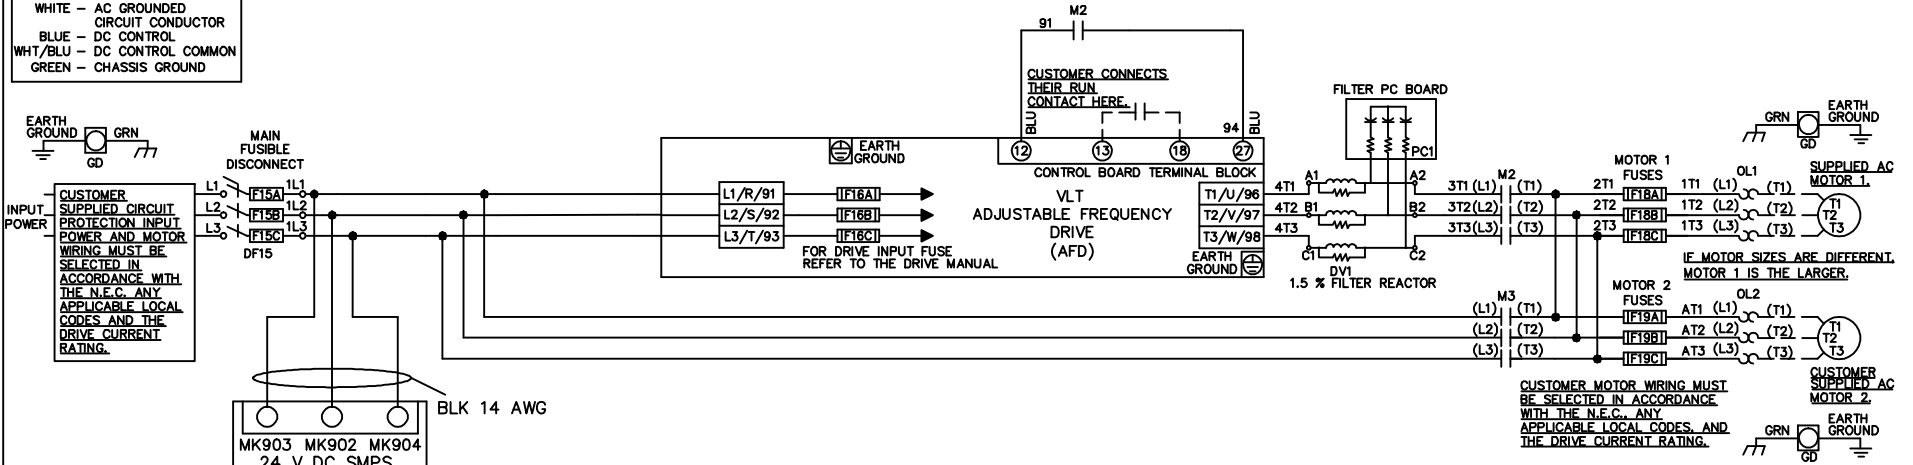 WHITE – AC GROUNDED
CIRCUIT CONDUCTOR
BLUE – DC CONTROL
WHT/BLU – DC CONTROL COMMON
GREEN – CHASSIS GROUND
EARTH
GROUND
GRN
GD
MAIN
FUSIBLE
DISCONNECT
INPUT
POWER
CUSTOMER
SUPPLIED CIRCUIT
PROTECTION INPUT
POWER AND MOTOR
WIRING MUST BE
SELECTED IN
ACCORDANCE WITH
THE N.E.C. ANY
APPLICABLE LOCAL
CODES AND THE
DRIVE CURRENT
RATING.
L1 F15A 1L1
L2 F15B 1L2
L3 F15C 1L3
DF15
BLK 14 AWG
MK903 MK902 MK904
24 V DC SMPS
M2
91
CUSTOMER CONNECTS
THEIR RUN
CONTACT HERE.
BLU
94
BLU
12 13 18 27
CONTROL BOARD TERMINAL BLOCK
EARTH
GROUND
L1/R/91 F16A
L2/S/92 F16B
L3/T/93 F16C
FOR DRIVE INPUT FUSE
REFER TO THE DRIVE MANUAL
VLT
ADJUSTABLE FREQUENCY
DRIVE
(AFD)
T1/U/96
T2/V/97
T3/W/98
EARTH
GROUND
FILTER PC BOARD
PC1
4T1 A1 A2
4T2 B1 B2
4T3 C1 C2
DV1
1.5 % FILTER REACTOR
M2
3T1 (L1) (T1)
3T2(L2) (T2)
3T3(L3) (T3)
M3
(L1) (T1)
(L2) (T2)
(L3) (T3)
MOTOR 1
FUSES
2T1 F18A 1T1 (L1) OL1 (T1)
2T2 F18B 1T2 (L2) (T2)
2T3 F18C 1T3 (L3) (T3)
GRN
EARTH
GROUND
GD
SUPPLIED AC
MOTOR 1.
T1
T2
T3
IF MOTOR SIZES ARE DIFFERENT,
MOTOR 1 IS THE LARGER.
MOTOR 2
FUSES
F19A AT1 (L1) OL2 (T1)
F19B AT2 (L2) (T2)
F19C AT3 (L3) (T3)
T1
T2
T3
CUSTOMER
SUPPLIED AC
MOTOR 2.
CUSTOMER MOTOR WIRING MUST
BE SELECTED IN ACCORDANCE
WITH THE N.E.C., ANY
APPLICABLE LOCAL CODES, AND
THE DRIVE CURRENT RATING.
GRN
EARTH
GROUND
GD